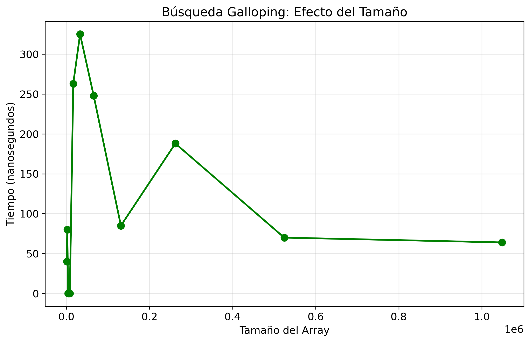 Búsqueda Galloping: Efecto del Tamaño
Tiempo (nanosegundos)
300
250
200
150
100
50
0
0.0 0.2 0.4 0.6 0.8 1.0
1e6
Tamaño del Array